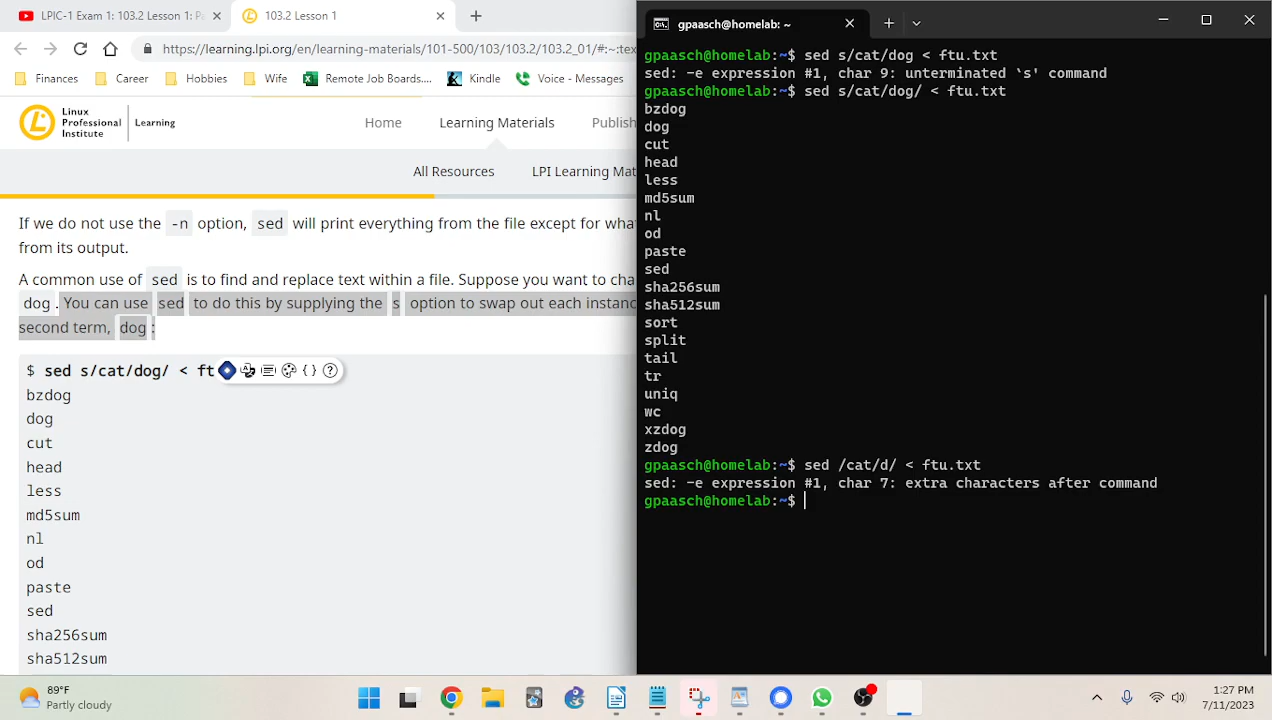 LPIC-1 Exam 1: 103.2 Lesson 1: Pa
103.2 Lesson 1
https://learning.lpi.org/en/learning-materials/101-500/103/103.2/103.2_01/#:~:tex
Finances
Career
Hobbies
Wife
Remote Job Boards....
Kindle
Voice - Messages
Linux
Professional
Institute
Learning
Home
Learning Materials
Publish
All Resources
LPI Learning Ma
If we do not use the -n option, sed will print everything from the file except for wha
from its output.
A common use of sed is to find and replace text within a file. Suppose you want to cha
dog . You can use sed to do this by supplying the s option to swap out each instanc
second term, dog :
$ sed s/cat/dog/ < ft
bzdog
dog
cut
head
less
md5sum
nl
od
paste
sed
sha256sum
sha512sum
gpaasch@homelab: ~
gpaasch@homelab:~$ sed s/cat/dog < ftu.txt
sed: -e expression #1, char 9: unterminated `s' command
gpaasch@homelab:~$ sed s/cat/dog/ < ftu.txt
bzdog
dog
cut
head
less
md5sum
nl
od
paste
sed
sha256sum
sha512sum
sort
split
tail
tr
uniq
wc
xzdog
zdog
gpaasch@homelab:~$ sed /cat/d/ < ftu.txt
sed: -e expression #1, char 7: extra characters after command
gpaasch@homelab:~$
89°F
Partly cloudy
1:27 PM
7/11/2023